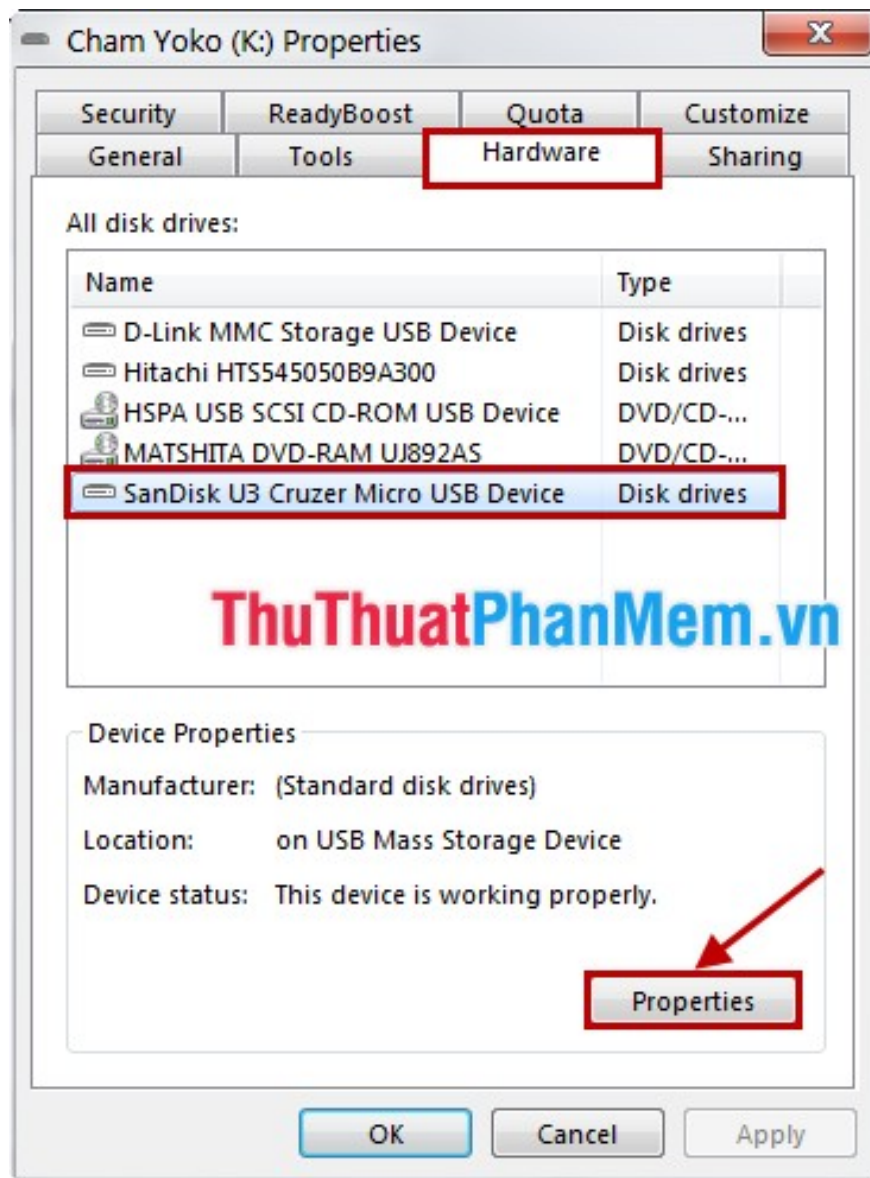 Cham Yoko (K:) Properties
Security ReadyBoost Quota Customize
General Tools Hardware Sharing
All disk drives:
Name Type
D-Link MMC Storage USB Device Disk drives
Hitachi HTS545050B9A300 Disk drives
HSPA USB SCSI CD-ROM USB Device DVD/CD-...
MATSHITA DVD-RAM UJ892AS DVD/CD-...
SanDisk U3 Cruzer Micro USB Device Disk drives
ThuThuatPhanMem.vn
Device Properties
Manufacturer: (Standard disk drives)
Location: on USB Mass Storage Device
Device status: This device is working properly.
Properties
OK Cancel Apply